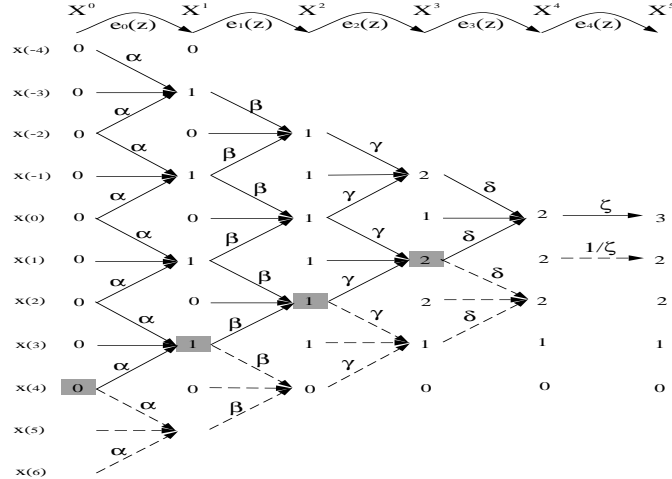 X⁰ X¹ X² X³ X⁴ X⁵
e₀(z) e₁(z) e₂(z) e₃(z) e₄(z)
x(-4) 0 0
α
x(-3) 0 1
α β
x(-2) 0 0 1
α β γ
x(-1) 0 1 1 2
α β γ δ
x(0) 0 0 1 1 2 ζ 3
α β γ δ
x(1) 0 1 1 2 2 1/ζ 2
α β γ δ
x(2) 0 0 1 2 2 2
α β γ δ
x(3) 0 1 1 1 1 1
α β γ
x(4) 0 0 0 0 0 0
α β
x(5)
α
x(6)